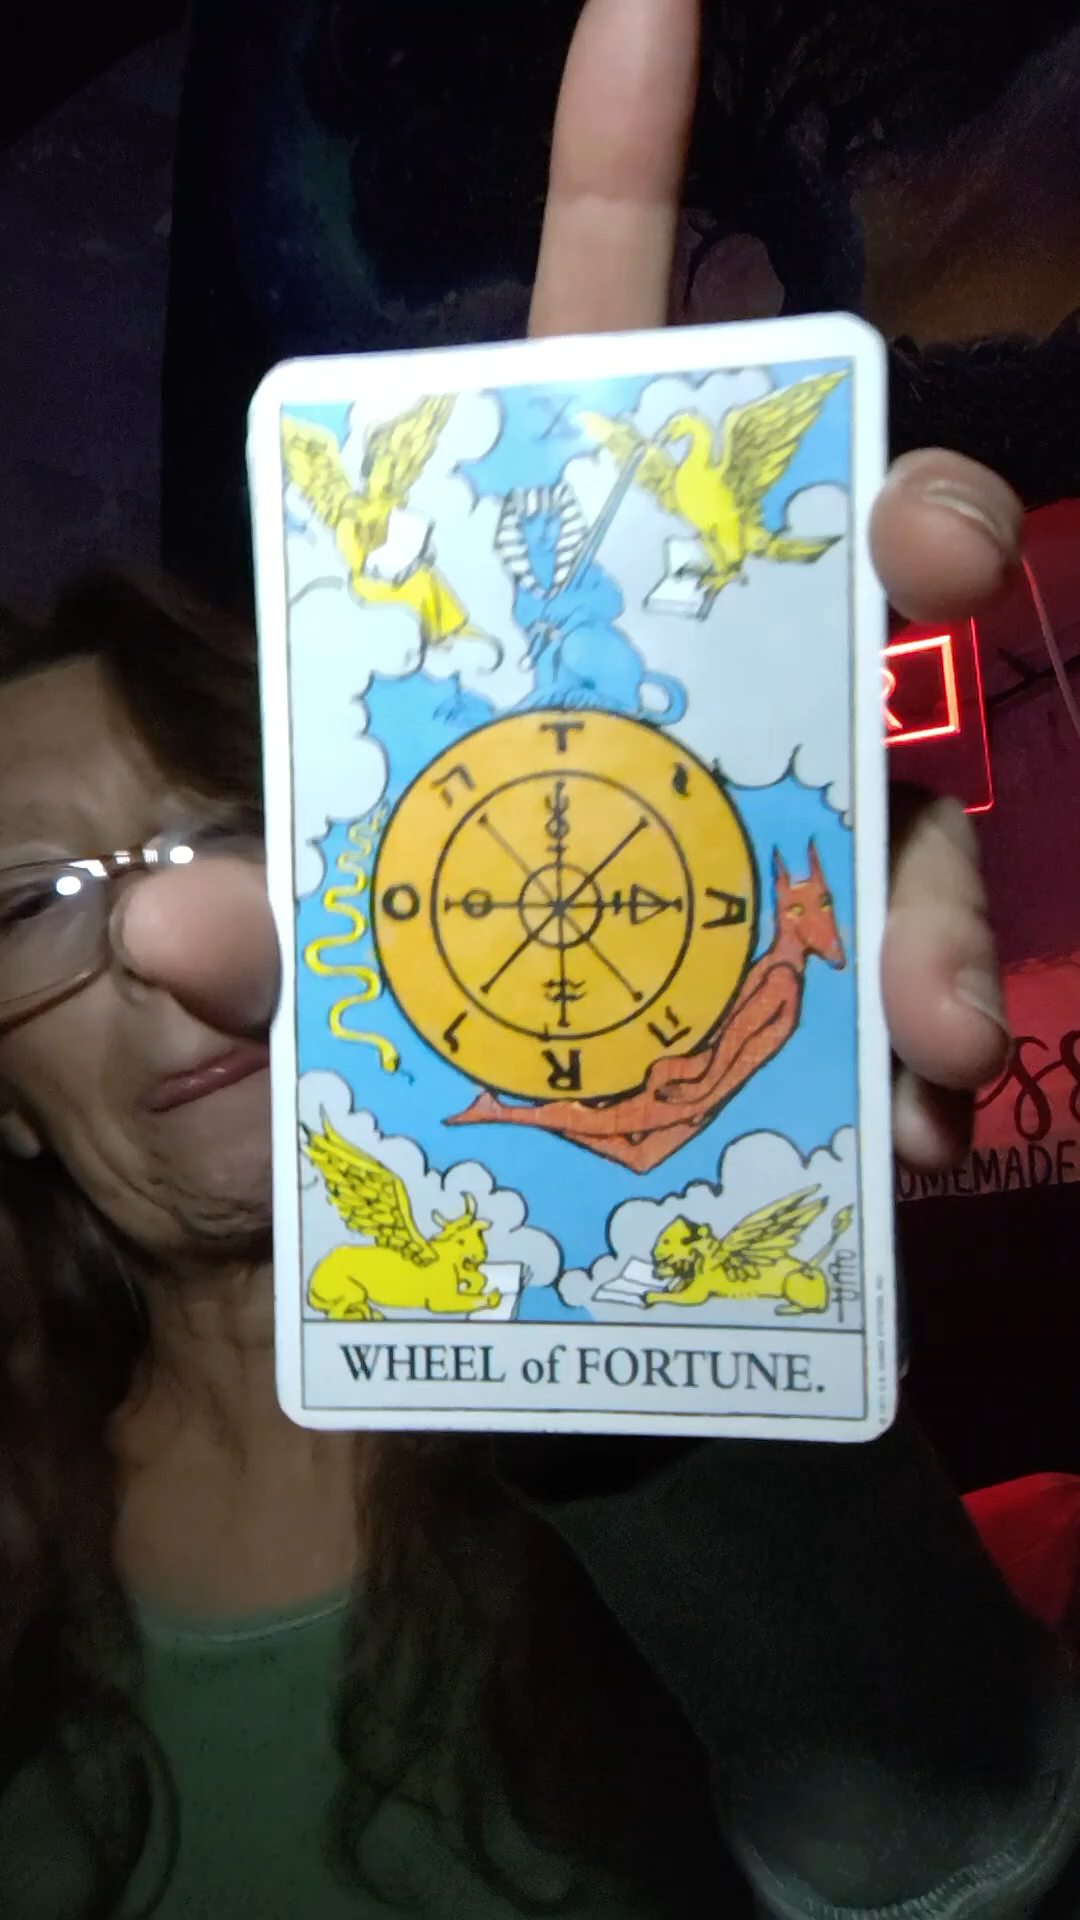 X
T
ה י
O A
ו ה
R
WHEEL of FORTUNE.
R
OMEMADE